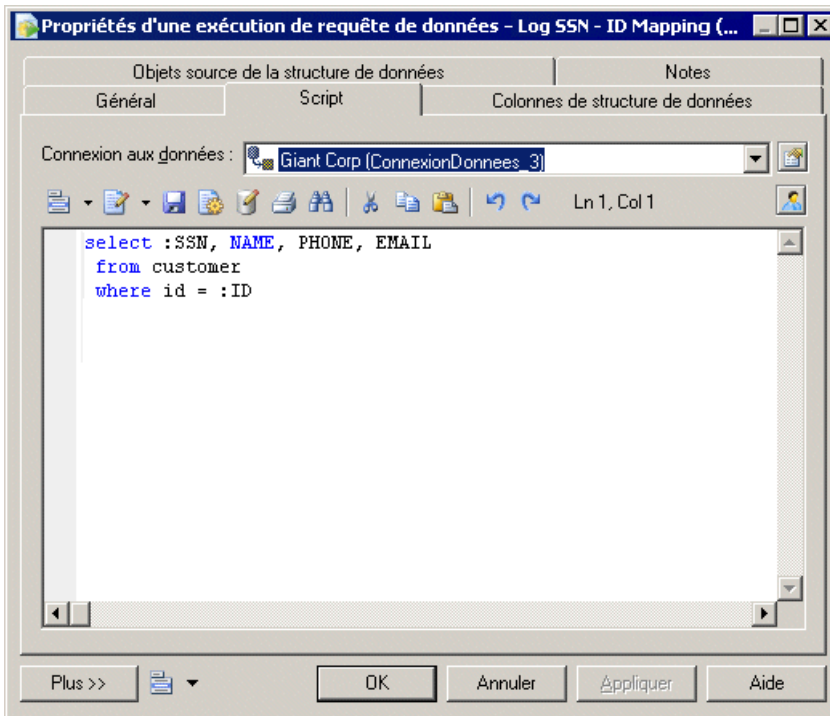 Propriétés d'une exécution de requête de données - Log SSN - ID Mapping (...
Objets source de la structure de données
Notes
Général
Script
Colonnes de structure de données
Connexion aux données :
Giant Corp (ConnexionDonnees_3)
Ln 1, Col 1
select :SSN, NAME, PHONE, EMAIL
from customer
where id = :ID
Plus >>
OK
Annuler
Appliquer
Aide